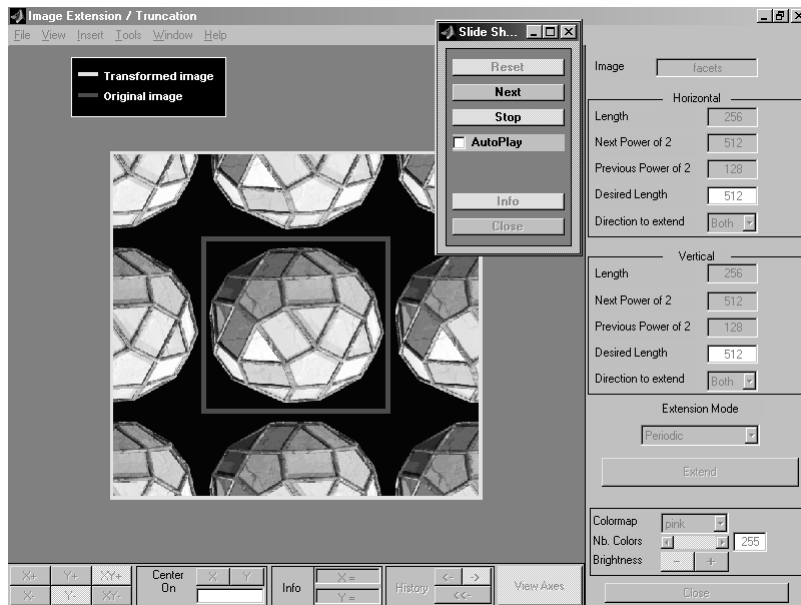 Image Extension / Truncation
File View Insert Tools Window Help
Transformed image
Original image
Slide Sh...
Reset
Next
Stop
AutoPlay
Info
Close
Image facets
Horizontal
Length 256
Next Power of 2 512
Previous Power of 2 128
Desired Length 512
Direction to extend Both
Vertical
Length 256
Next Power of 2 512
Previous Power of 2 128
Desired Length 512
Direction to extend Both
Extension Mode
Periodic
Extend
Colormap pink
Nb. Colors 255
Brightness - +
Close
X+ Y+ XY+ Center On X Y Info X = History <- -> View Axes
X- Y- XY- Y = <<-